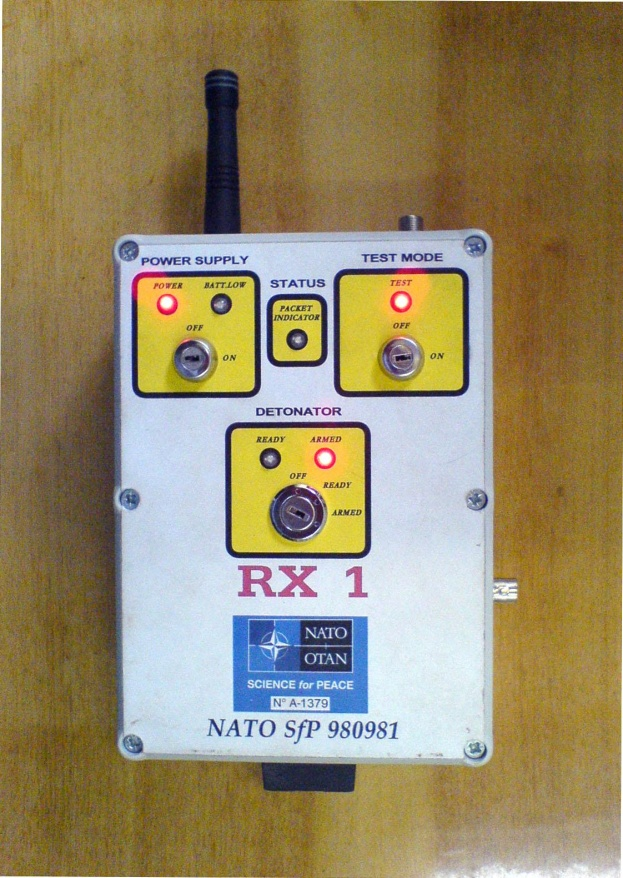 POWER SUPPLY
POWER BATT.LOW
OFF
ON
STATUS
PACKET
INDICATOR
TEST MODE
TEST
OFF
ON
DETONATOR
READY ARMED
OFF
READY
ARMED
RX 1
NATO
OTAN
SCIENCE for PEACE
N° A-1379
NATO SfP 980981